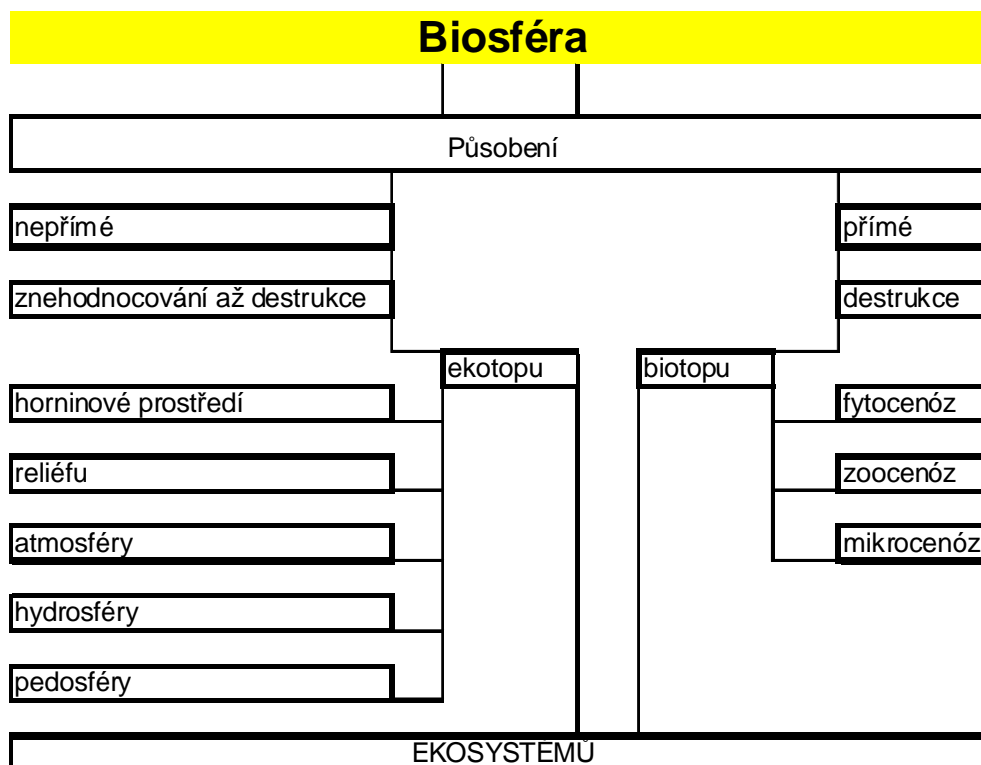 Biosféra
Působení
nepřímé
přímé
znehodnocování až destrukce
destrukce
ekotopu
biotopu
horninové prostředí
fytocenóz
reliéfu
zoocenóz
atmosféry
mikrocenóz
hydrosféry
pedosféry
EKOSYSTÉMŮ